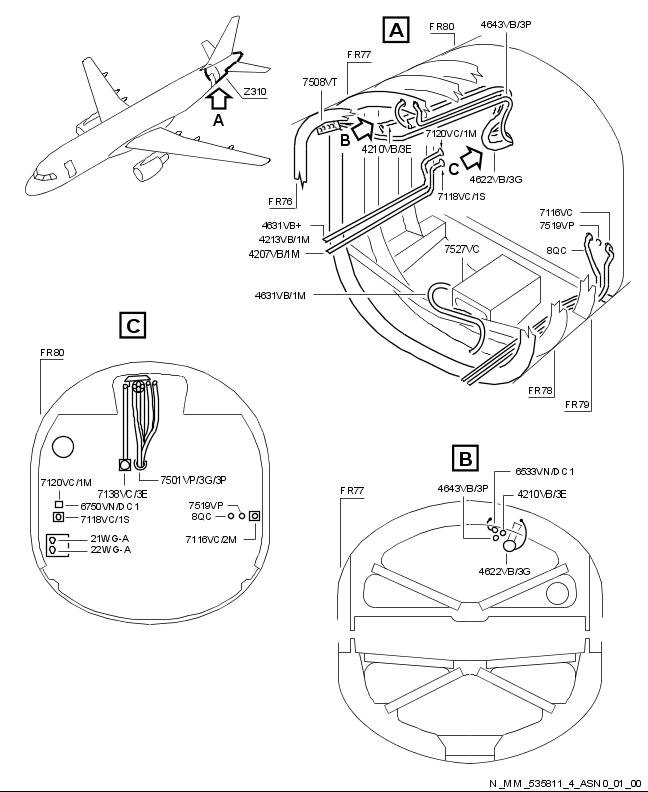 A
FR80
4643VB/3P
FR77
7508VT
Z310
A
B
7120VC/1M
4210VB/3E
C
4622VB/3G
7118VC/1S
FR76
7116VC
7519VP
8QC
4631VB+
4213VB/1M
4207VB/1M
7527VC
4631VB/1M
FR78
FR79
C
FR80
7120VC/1M
7138VC/3E
7501VP/3G/3P
6750VN/DC1
7118VC/1S
7519VP
8QC
7116VC/2M
21WG-A
22WG-A
B
6533VN/DC1
4643VB/3P
4210VB/3E
FR77
4622VB/3G
N_MM_535811_4_ASN0_01_00